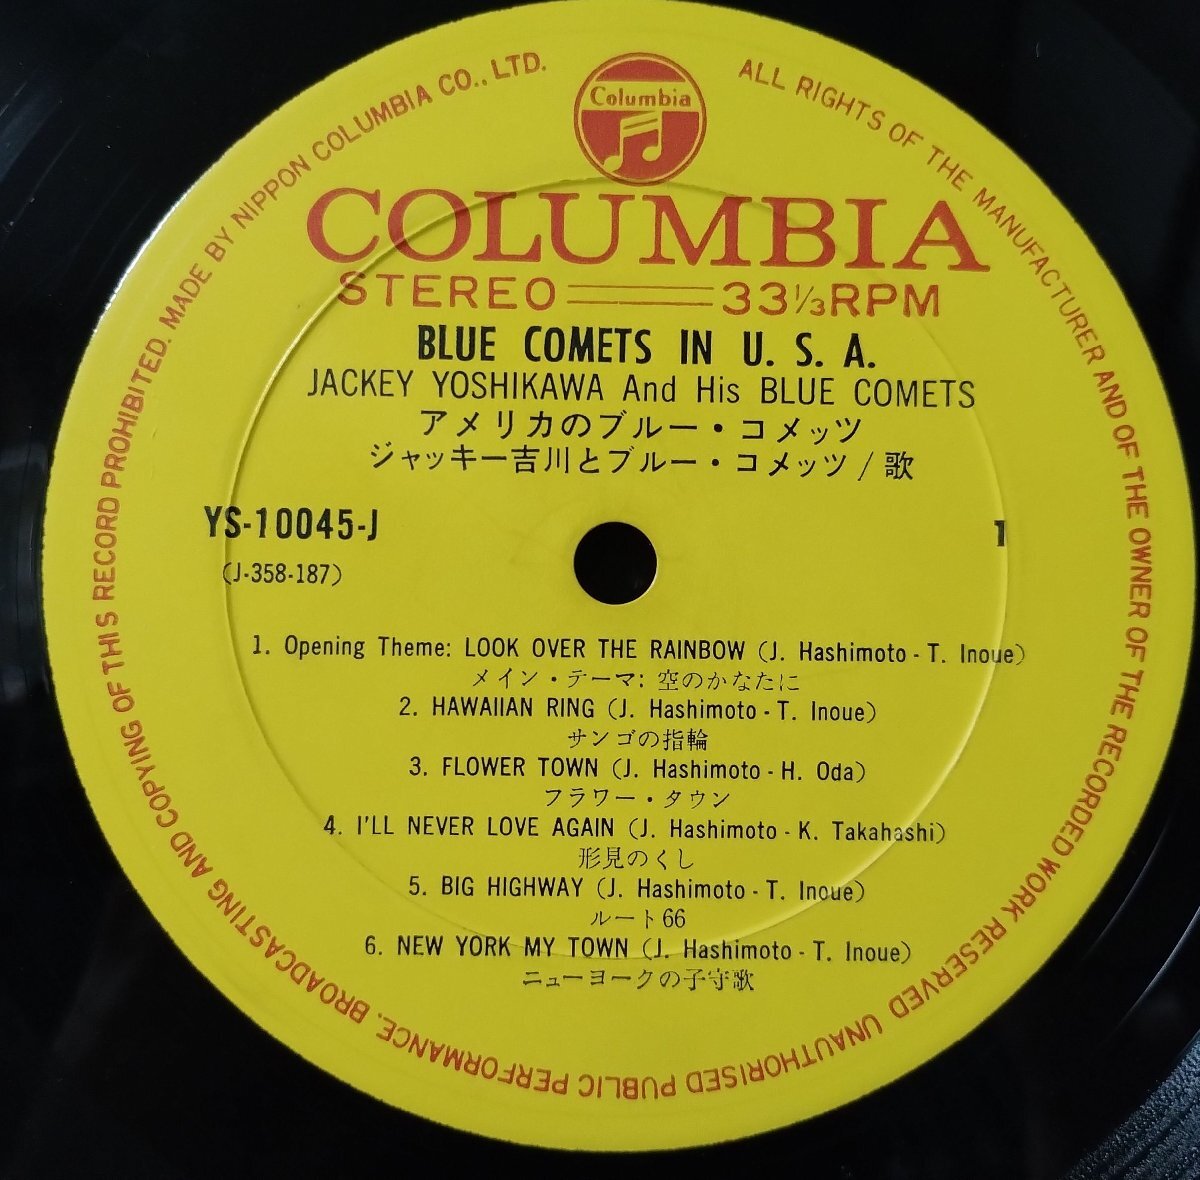 MADE BY NIPPON COLUMBIA CO., LTD.
ALL RIGHTS OF THE MANUFACTURER AND OF THE OWNER OF THE RECORDED WORK RESERVED UNAUTHORISED PUBLIC PERFORMANCE. BROADCASTING AND COPYING OF THIS RECORD PROHIBITED.
Columbia
COLUMBIA
STEREO 33⅓RPM
BLUE COMETS IN U. S. A.
JACKEY YOSHIKAWA And His BLUE COMETS
アメリカのブルー・コメッツ
ジャッキー吉川とブルー・コメッツ / 歌
YS-10045-J 1
(J-358-187)
1. Opening Theme: LOOK OVER THE RAINBOW (J. Hashimoto - T. Inoue)
メイン・テーマ: 空のかなたに
2. HAWAIIAN RING (J. Hashimoto - T. Inoue)
サンゴの指輪
3. FLOWER TOWN (J. Hashimoto - H. Oda)
フラワー・タウン
4. I'LL NEVER LOVE AGAIN (J. Hashimoto - K. Takahashi)
形見のくし
5. BIG HIGHWAY (J. Hashimoto - T. Inoue)
ルート66
6. NEW YORK MY TOWN (J. Hashimoto - T. Inoue)
ニューヨークの子守歌